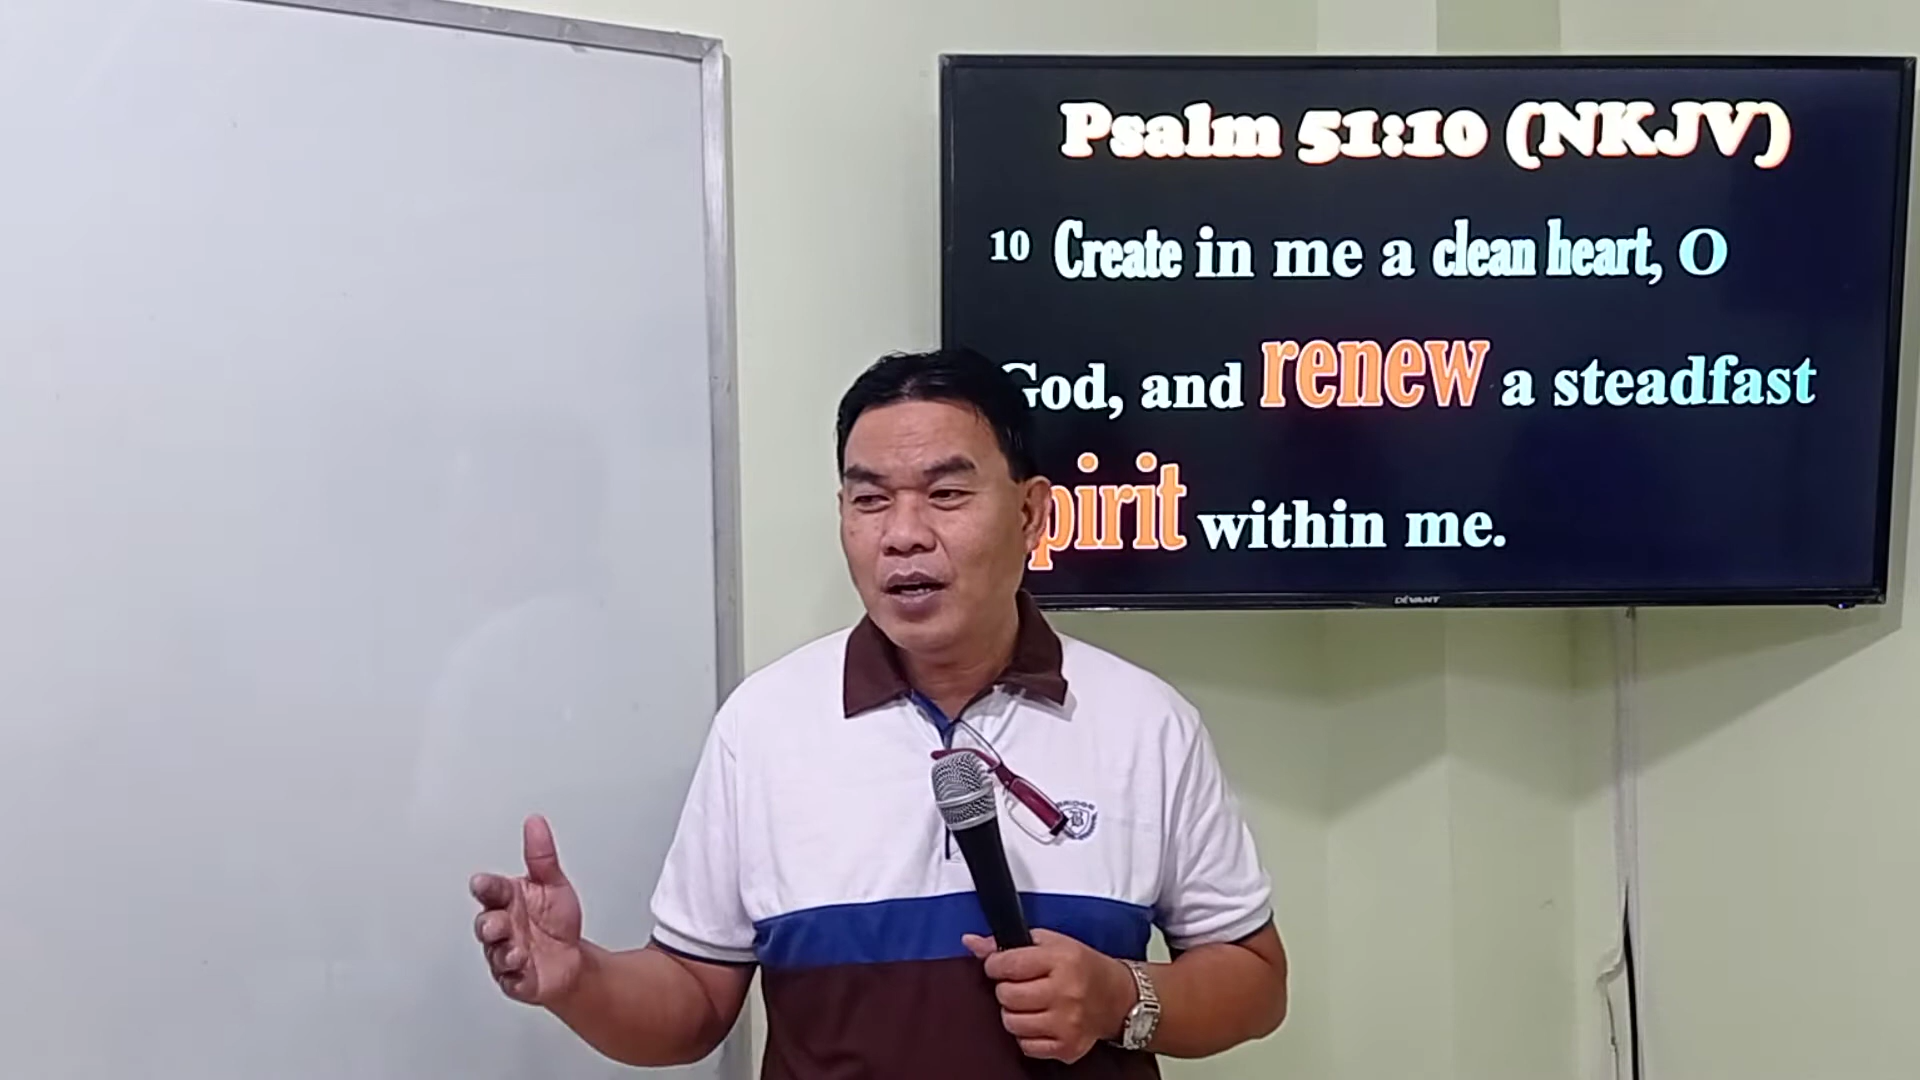 Psalm 51:10 (NKJV)
10 Create in me a clean heart, O
God, and renew a steadfast
pirit within me.
DEVANT
B